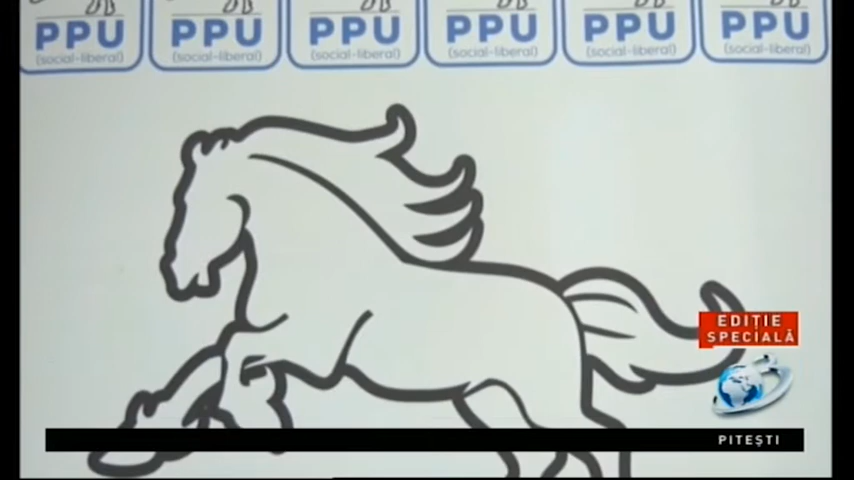 PPU PPU PPU PPU PPU PPU
(social-liberal) (social-liberal) (social-liberal) (social-liberal) (social-liberal) (social-liberal)
EDIȚIE
SPECIALĂ
PITEȘTI